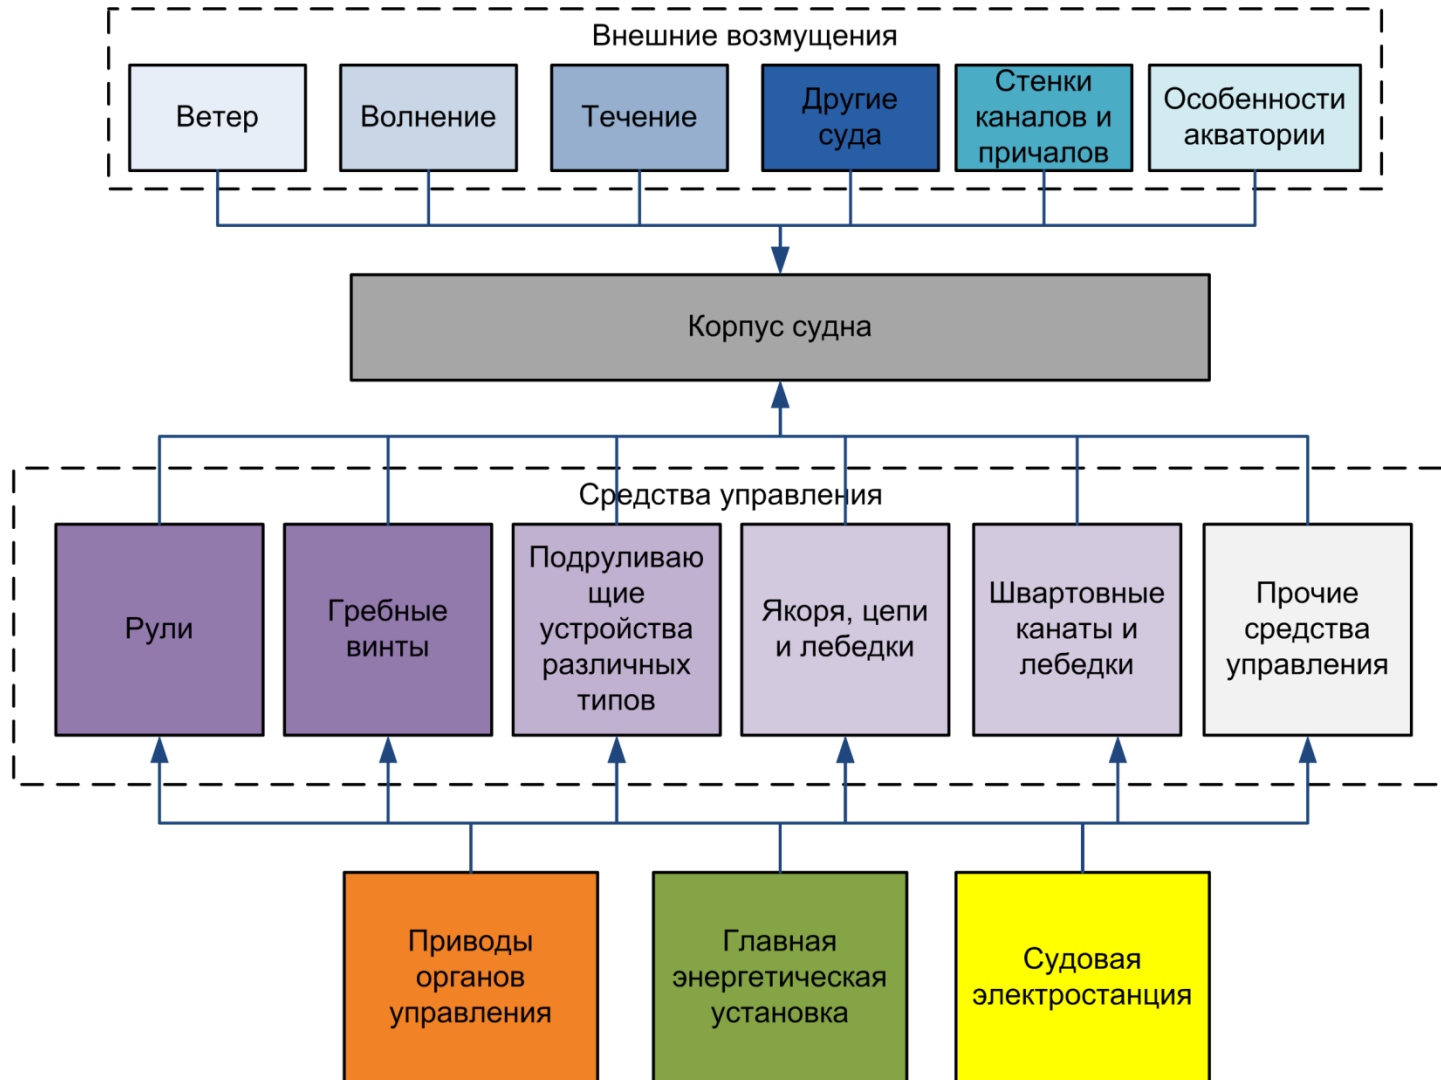 Внешние возмущения
Ветер
Волнение
Течение
Другие
суда
Стенки
каналов и
причалов
Особенности
акватории
Корпус судна
Средства управления
Рули
Гребные
винты
Подруливаю
щие
устройства
различных
типов
Якоря, цепи
и лебедки
Швартовные
канаты и
лебедки
Прочие
средства
управления
Приводы
органов
управления
Главная
энергетическая
установка
Судовая
электростанция